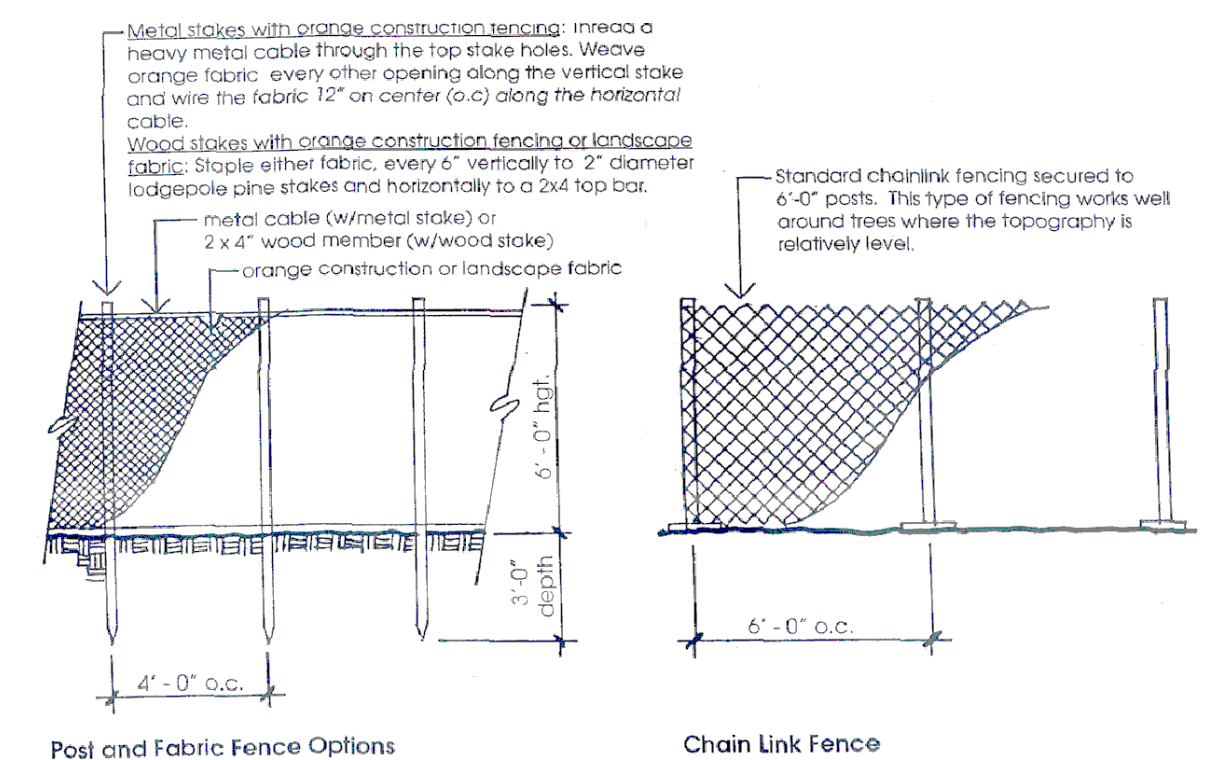 Metal stakes with orange construction fencing: Thread a
heavy metal cable through the top stake holes. Weave
orange fabric every other opening along the vertical stake
and wire the fabric 12" on center (o.c) along the horizontal
cable.
Wood stakes with orange construction fencing or landscape
fabric: Staple either fabric, every 6" vertically to 2" diameter
lodgepole pine stakes and horizontally to a 2x4 top bar.
metal cable (w/metal stake) or
2 x 4" wood member (w/wood stake)
orange construction or landscape fabric
6' - 0" hgt.
3'-0"
depth
4' - 0" o.c.
Post and Fabric Fence Options
Standard chainlink fencing secured to
6'-0" posts. This type of fencing works well
around trees where the topography is
relatively level.
6' - 0" o.c.
Chain Link Fence